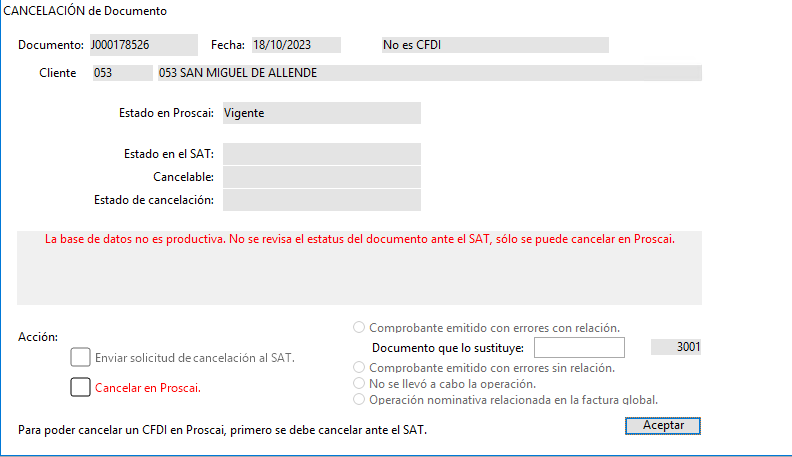 CANCELACIÓN de Documento
Documento: J000178526 Fecha: 18/10/2023 No es CFDI
Cliente 053 053 SAN MIGUEL DE ALLENDE
Estado en Proscai: Vigente
Estado en el SAT:
Cancelable:
Estado de cancelación:
La base de datos no es productiva. No se revisa el estatus del documento ante el SAT, sólo se puede cancelar en Proscai.
Acción:
Enviar solicitud de cancelación al SAT.
Cancelar en Proscai.
Comprobante emitido con errores con relación.
Documento que lo sustituye: 3001
Comprobante emitido con errores sin relación.
No se llevó a cabo la operación.
Operación nominativa relacionada en la factura global.
Para poder cancelar un CFDI en Proscai, primero se debe cancelar ante el SAT.
Aceptar